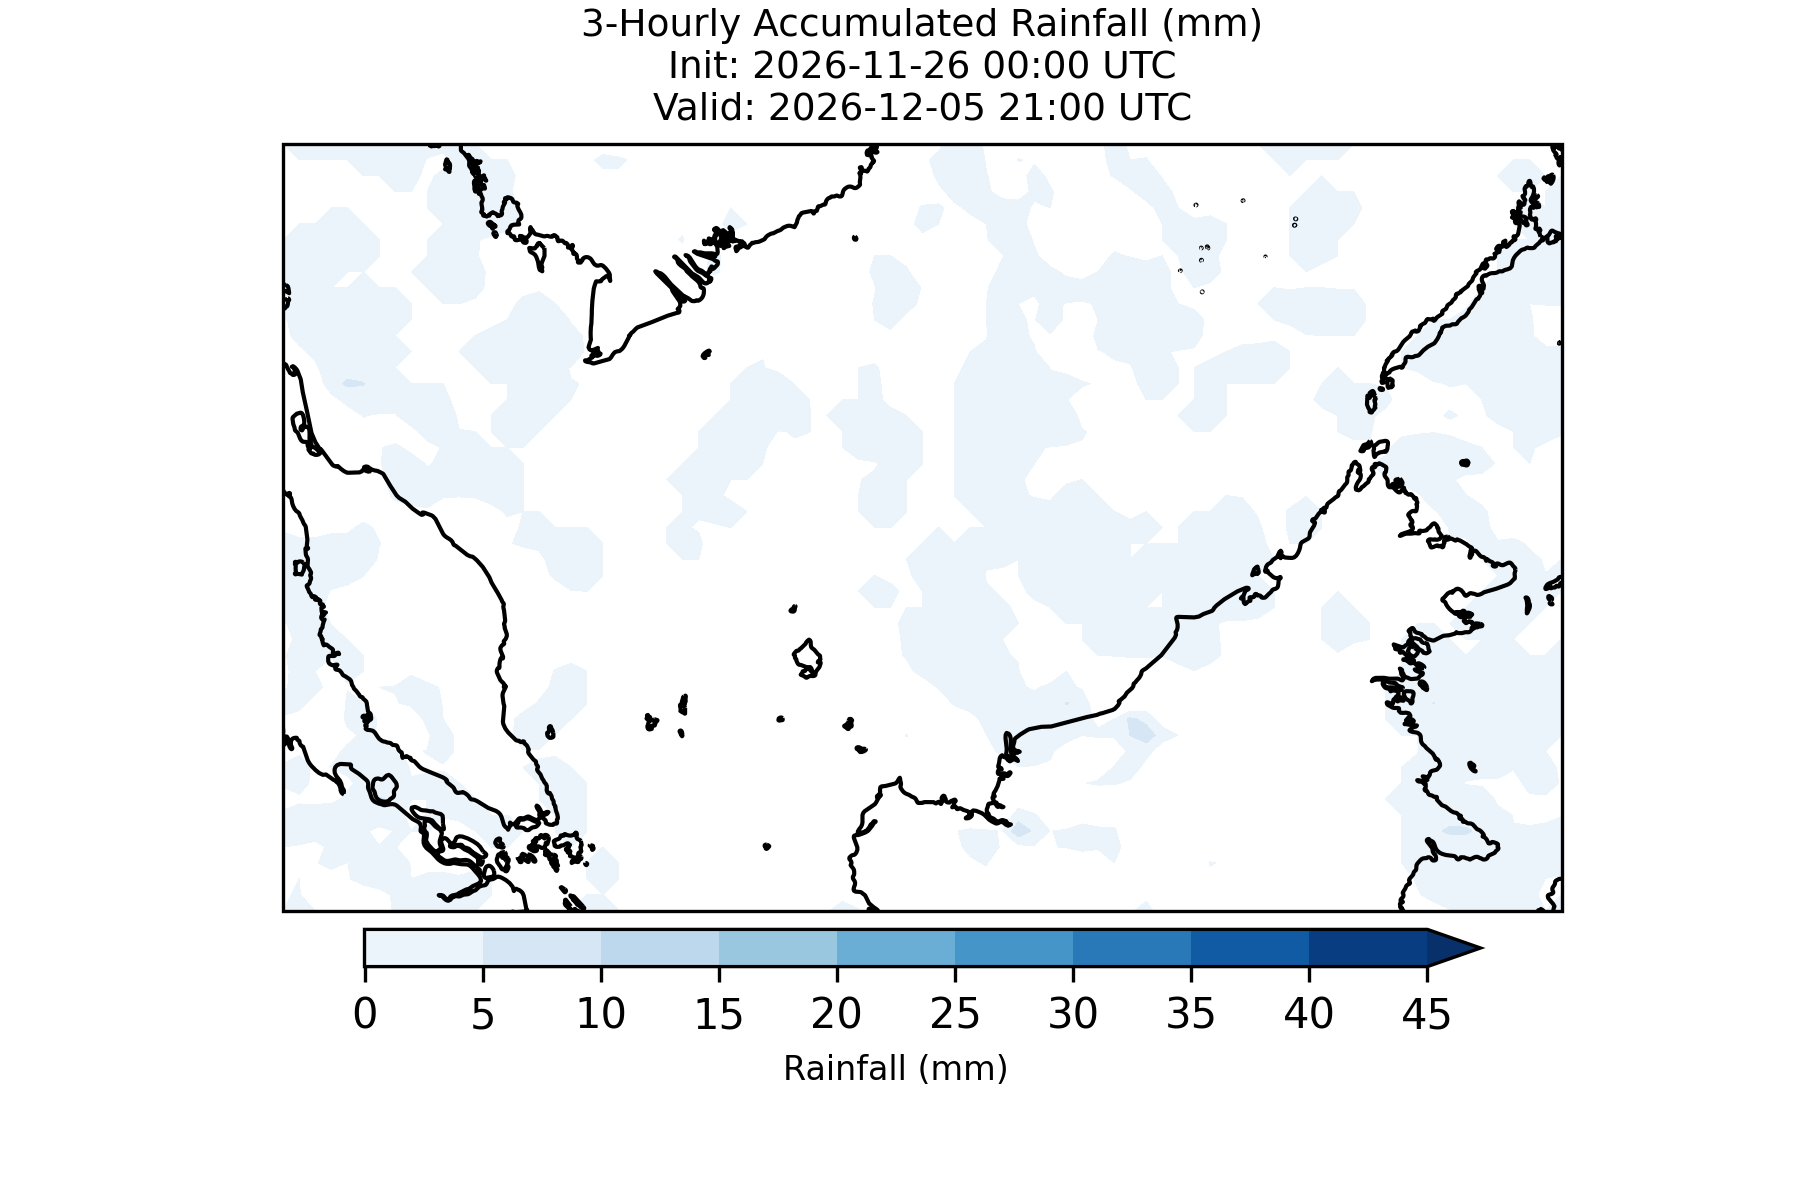 3-Hourly Accumulated Rainfall (mm)
Init: 2026-11-26 00:00 UTC
Valid: 2026-12-05 21:00 UTC
0 5 10 15 20 25 30 35 40 45
Rainfall (mm)